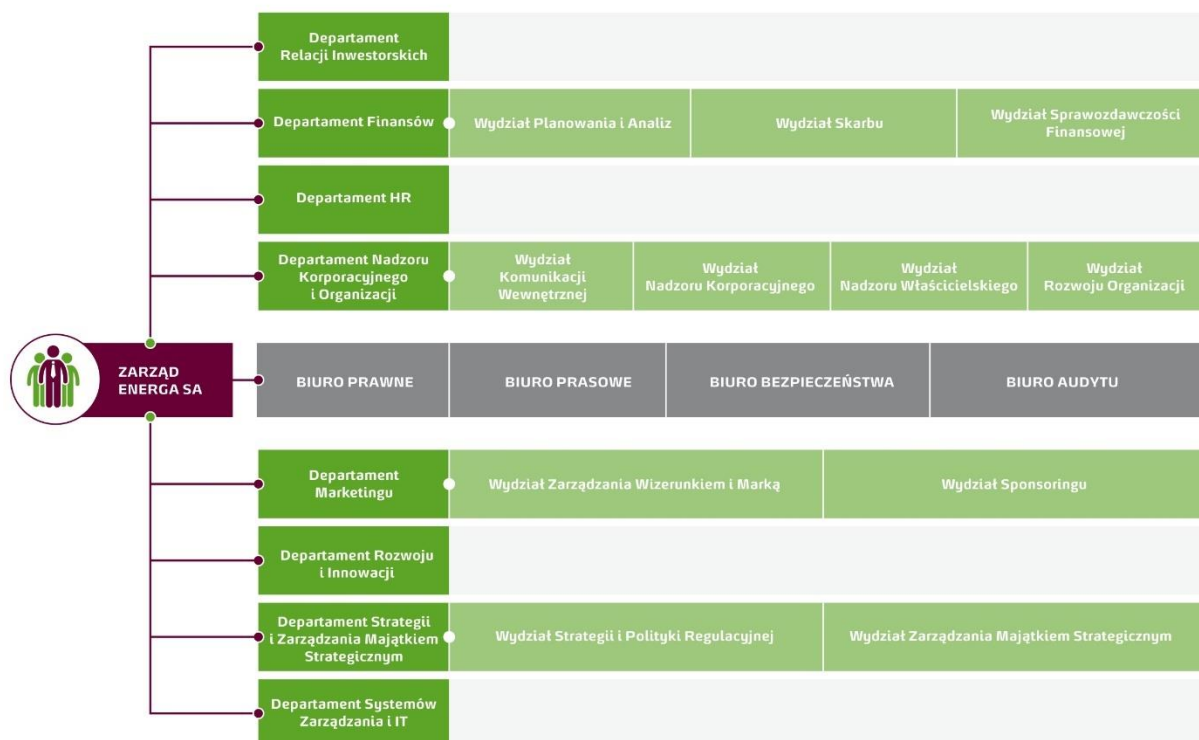 Departament
Relacji Inwestorskich
Departament Finansów
Wydział Planowania i Analiz
Wydział Skarbu
Wydział Sprawozdawczości
Finansowej
Departament HR
Departament Nadzoru
Korporacyjnego
i Organizacji
Wydział
Komunikacji
Wewnętrznej
Wydział
Nadzoru Korporacyjnego
Wydział
Nadzoru Właścicielskiego
Wydział
Rozwoju Organizacji
ZARZĄD
ENERGA SA
BIURO PRAWNE
BIURO PRASOWE
BIURO BEZPIECZEŃSTWA
BIURO AUDYTU
Departament
Marketingu
Wydział Zarządzania Wizerunkiem i Marką
Wydział Sponsoringu
Departament Rozwoju
i Innowacji
Departament Strategii
i Zarządzania Majątkiem
Strategicznym
Wydział Strategii i Polityki Regulacyjnej
Wydział Zarządzania Majątkiem Strategicznym
Departament Systemów
Zarządzania i IT